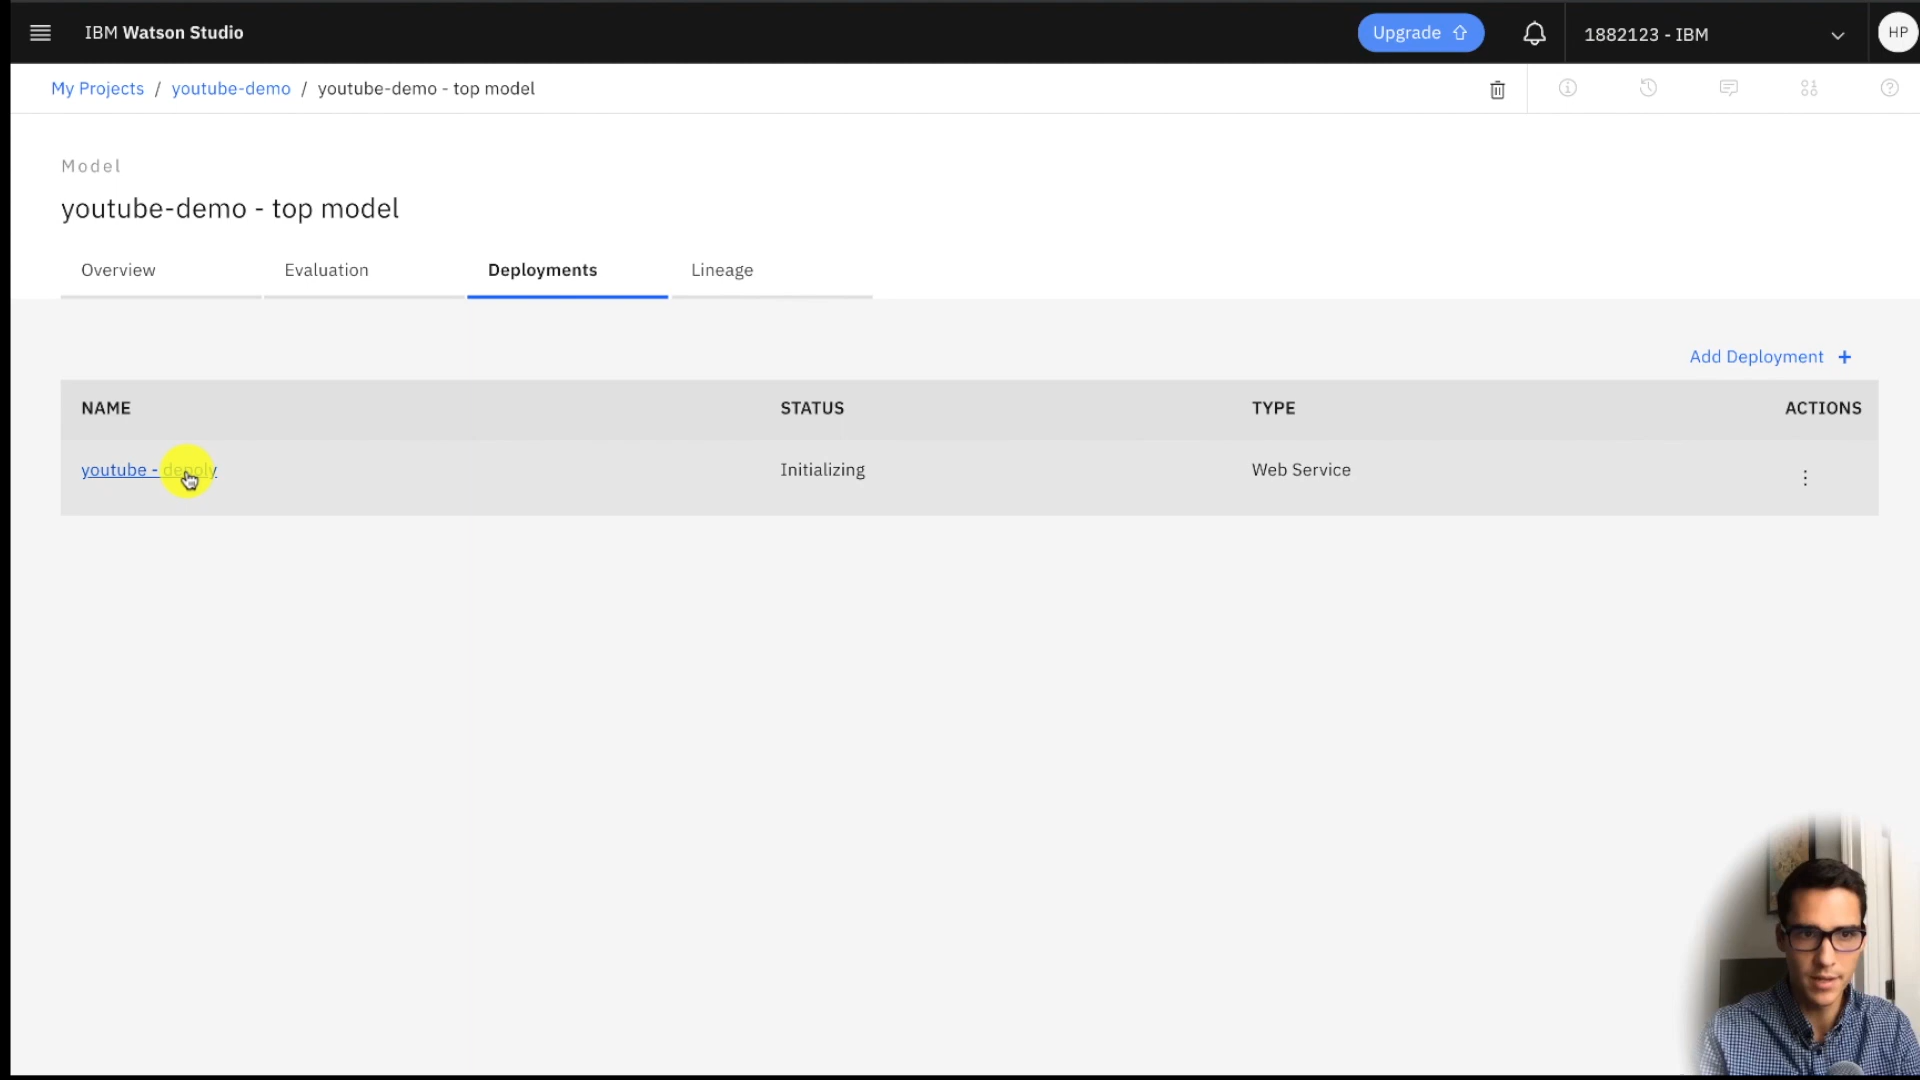 IBM Watson Studio
Upgrade
1882123 - IBM
HP
My Projects / youtube-demo / youtube-demo - top model
Model
youtube-demo - top model
Overview
Evaluation
Deployments
Lineage
Add Deployment +
NAME
STATUS
TYPE
ACTIONS
youtube - depoly
Initializing
Web Service